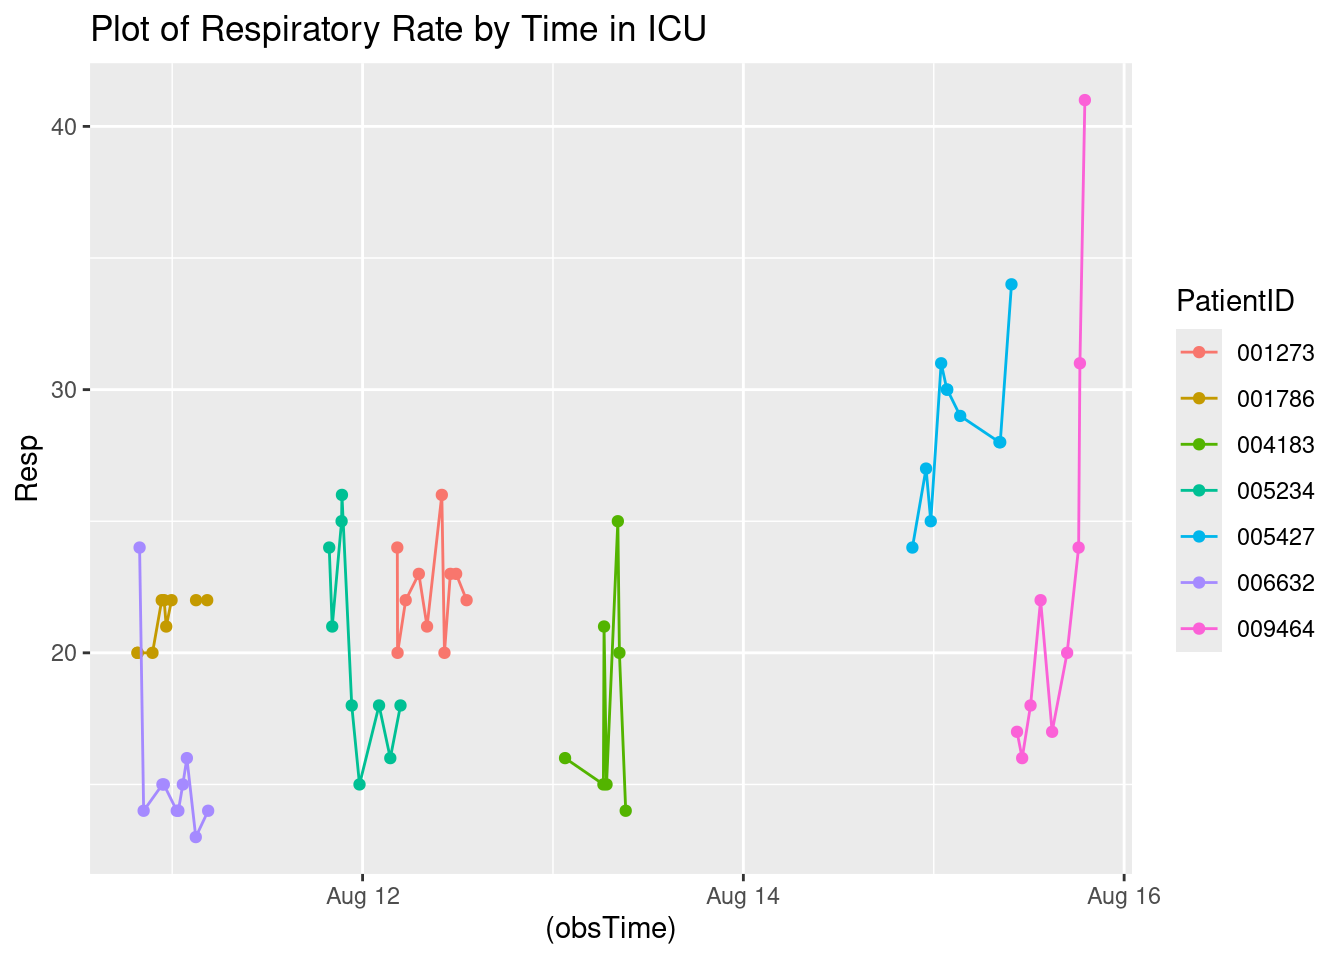 Plot of Respiratory Rate by Time in ICU
40
30
20
Resp
Aug 12
Aug 14
Aug 16
(obsTime)
PatientID
001273
001786
004183
005234
005427
006632
009464